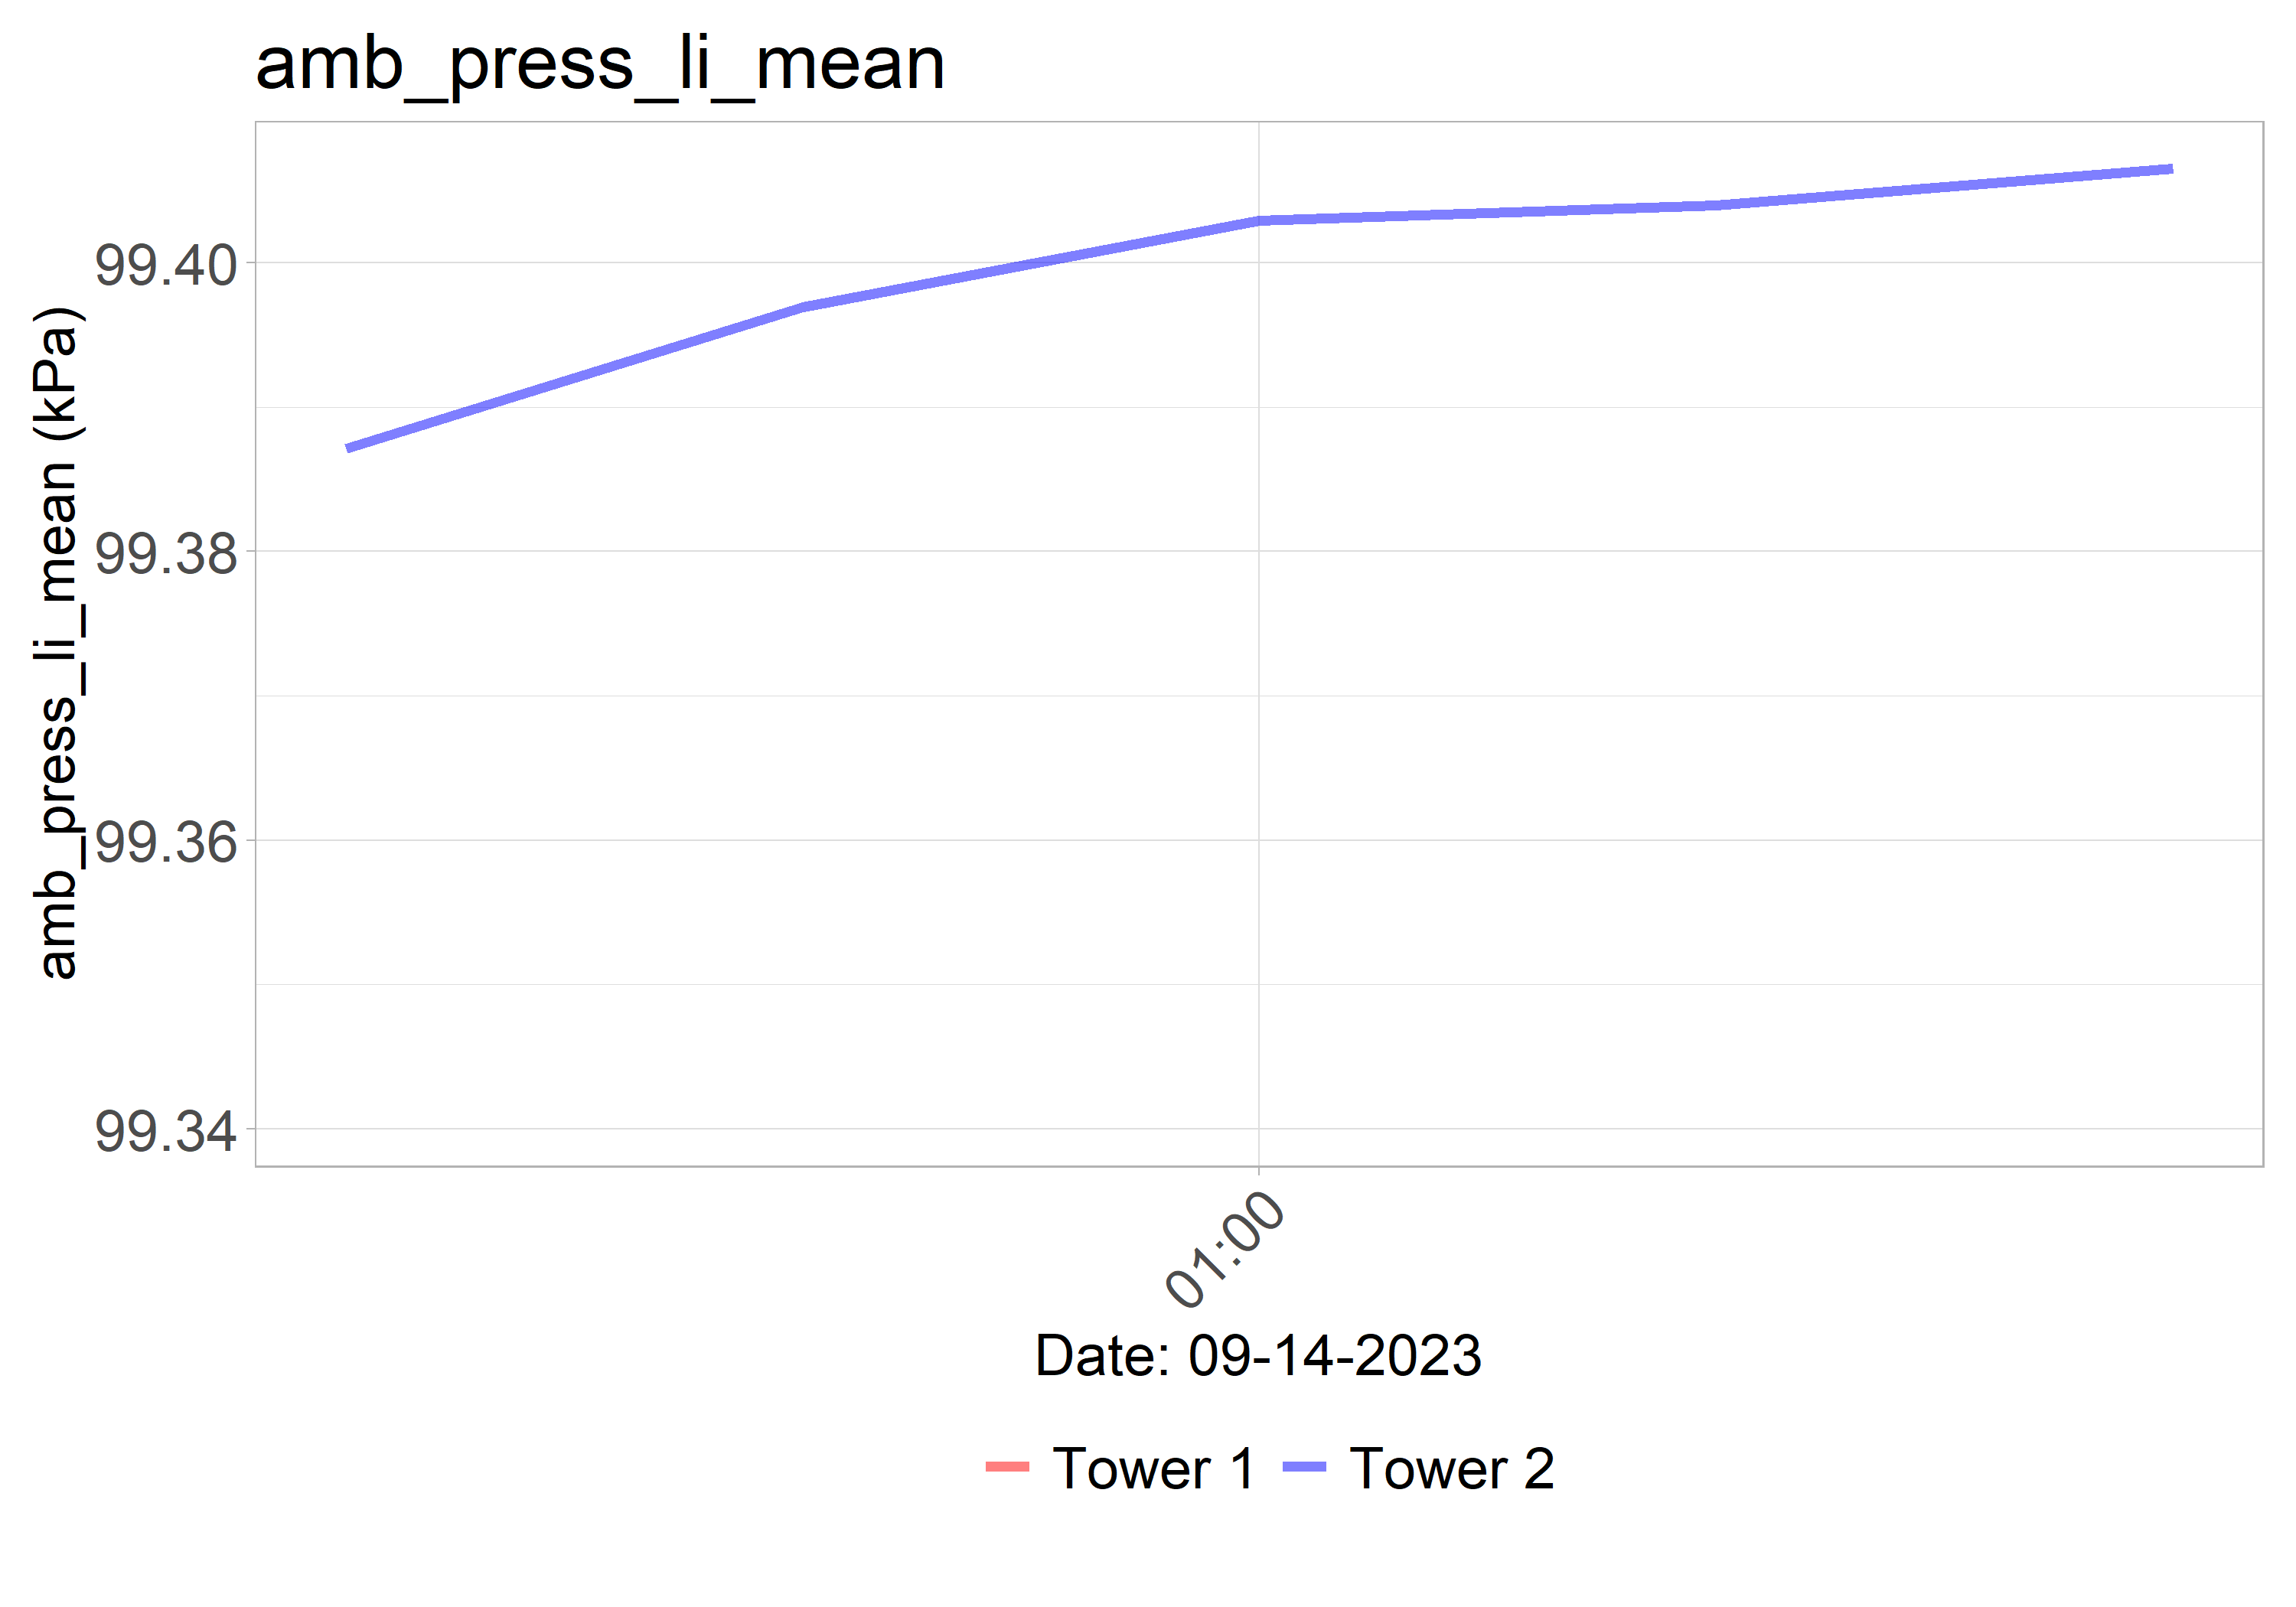 amb_press_li_mean
amb_press_li_mean (kPa)
99.40
99.38
99.36
99.34
01:00
Date: 09-14-2023
Tower 1 Tower 2